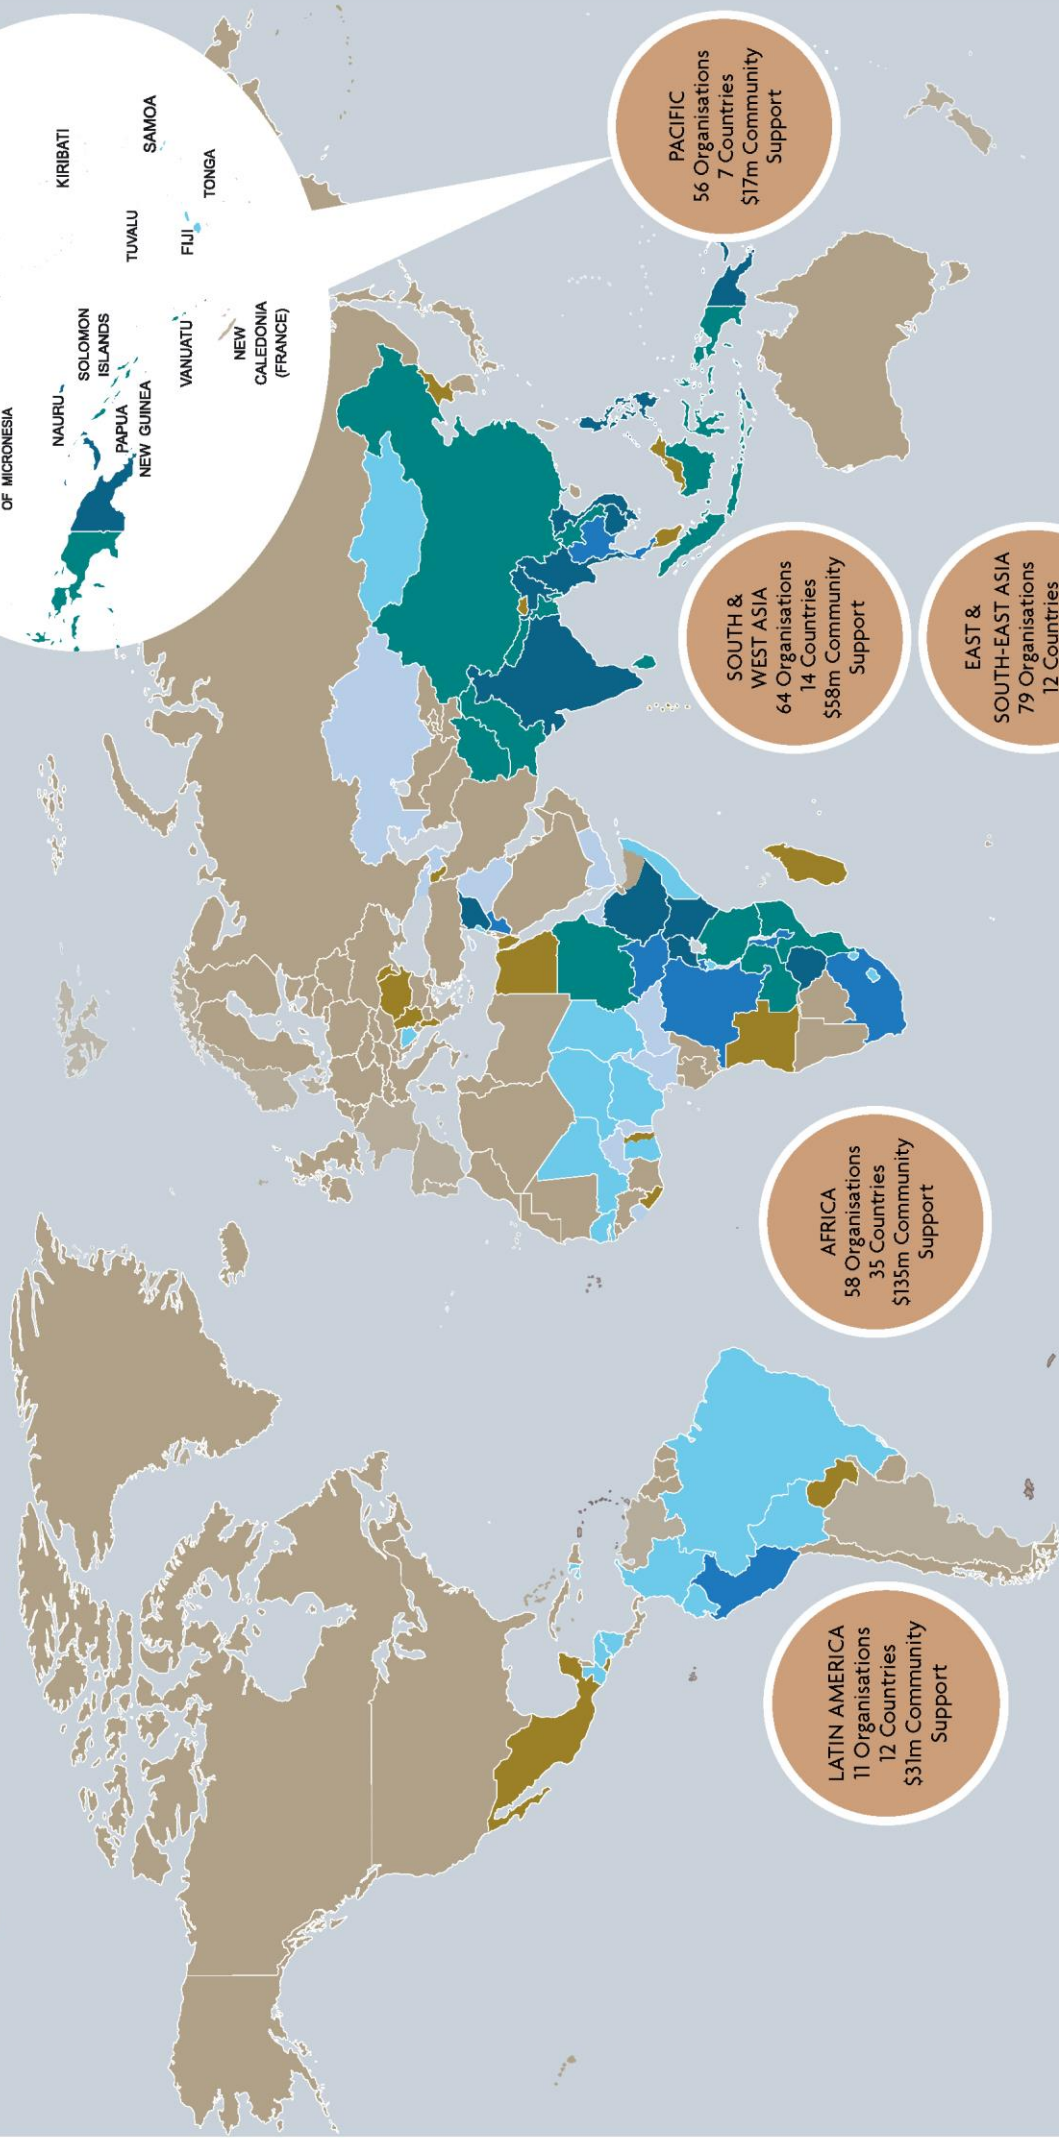 OF MICRONESIA
NAURU
KIRIBATI
SOLOMON
ISLANDS
PAPUA
NEW GUINEA
TUVALU
SAMOA
VANUATU
FIJI
TONGA
NEW
CALEDONIA
(FRANCE)
PACIFIC
56 Organisations
7 Countries
$17m Community
Support
SOUTH &
WEST ASIA
64 Organisations
14 Countries
$58m Community
Support
EAST &
SOUTH-EAST ASIA
79 Organisations
12 Countries
AFRICA
58 Organisations
35 Countries
$135m Community
Support
LATIN AMERICA
11 Organisations
12 Countries
$31m Community
Support